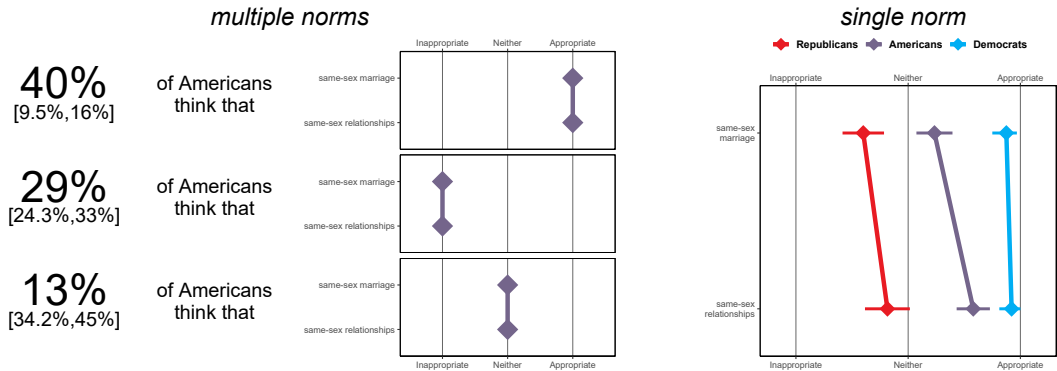 multiple norms
Inappropriate Neither Appropriate
40%
[9.5%,16%]
of Americans
think that
same-sex marriage
same-sex relationships
29%
[24.3%,33%]
of Americans
think that
same-sex marriage
same-sex relationships
13%
[34.2%,45%]
of Americans
think that
same-sex marriage
same-sex relationships
Inappropriate Neither Appropriate
single norm
Republicans Americans Democrats
Inappropriate Neither Appropriate
same-sex
marriage
same-sex
relationships
Inappropriate Neither Appropriate